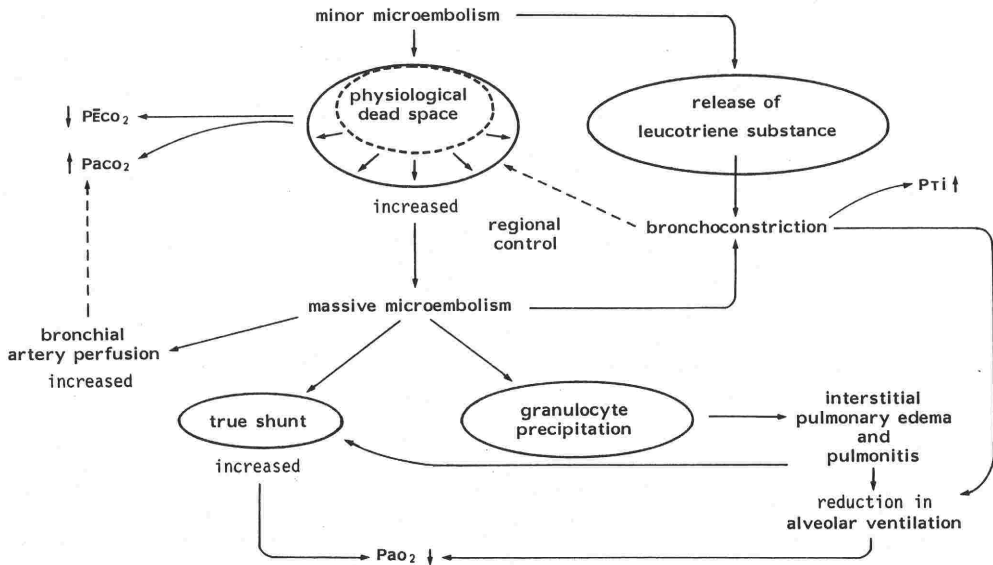 minor microembolism
physiological
dead space
release of
leucotriene substance
↓ PĒco₂
↑ Paco₂
increased
regional
control
bronchoconstriction
PTi ↑
massive microembolism
bronchial
artery perfusion
increased
true shunt
increased
granulocyte
precipitation
interstitial
pulmonary edema
and
pulmonitis
reduction in
alveolar ventilation
Pao₂ ↓